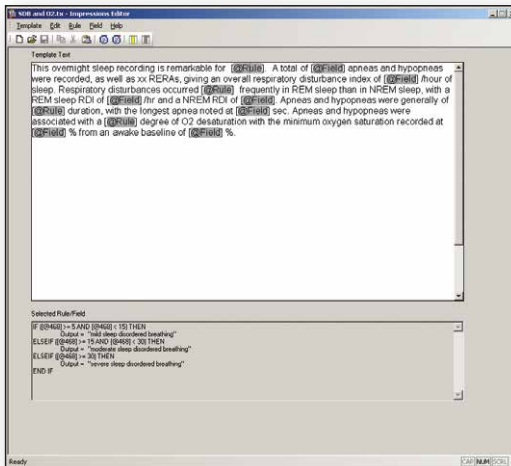 SDB and O2.tx - Impressions Editor
Template Edit Rule Field Help
Template Text
This overnight sleep recording is remarkable for [@Rule]. A total of [@Field] apneas and hypopneas
were recorded, as well as xx RERAs, giving an overall respiratory disturbance index of [@Field] /hour of
sleep. Respiratory disturbances occurred [@Rule] frequently in REM sleep than in NREM sleep, with a
REM sleep RDI of [@Field] /hr and a NREM RDI of [@Field]. Apneas and hypopneas were generally of
[@Rule] duration, with the longest apnea noted at [@Field] sec. Apneas and hypopneas were
associated with a [@Rule] degree of O2 desaturation with the minimum oxygen saturation recorded at
[@Field] % from an awake baseline of [@Field] %.
Selected Rule/Field
IF ([@468] >= 5 AND [@468] < 15) THEN
Output = "mild sleep disordered breathing"
ELSEIF ([@468] >= 15 AND [@468] < 30) THEN
Output = "moderate sleep disordered breathing"
ELSEIF ([@468] >= 30) THEN
Output = "severe sleep disordered breathing"
END IF
Ready CAP NUM SCRL